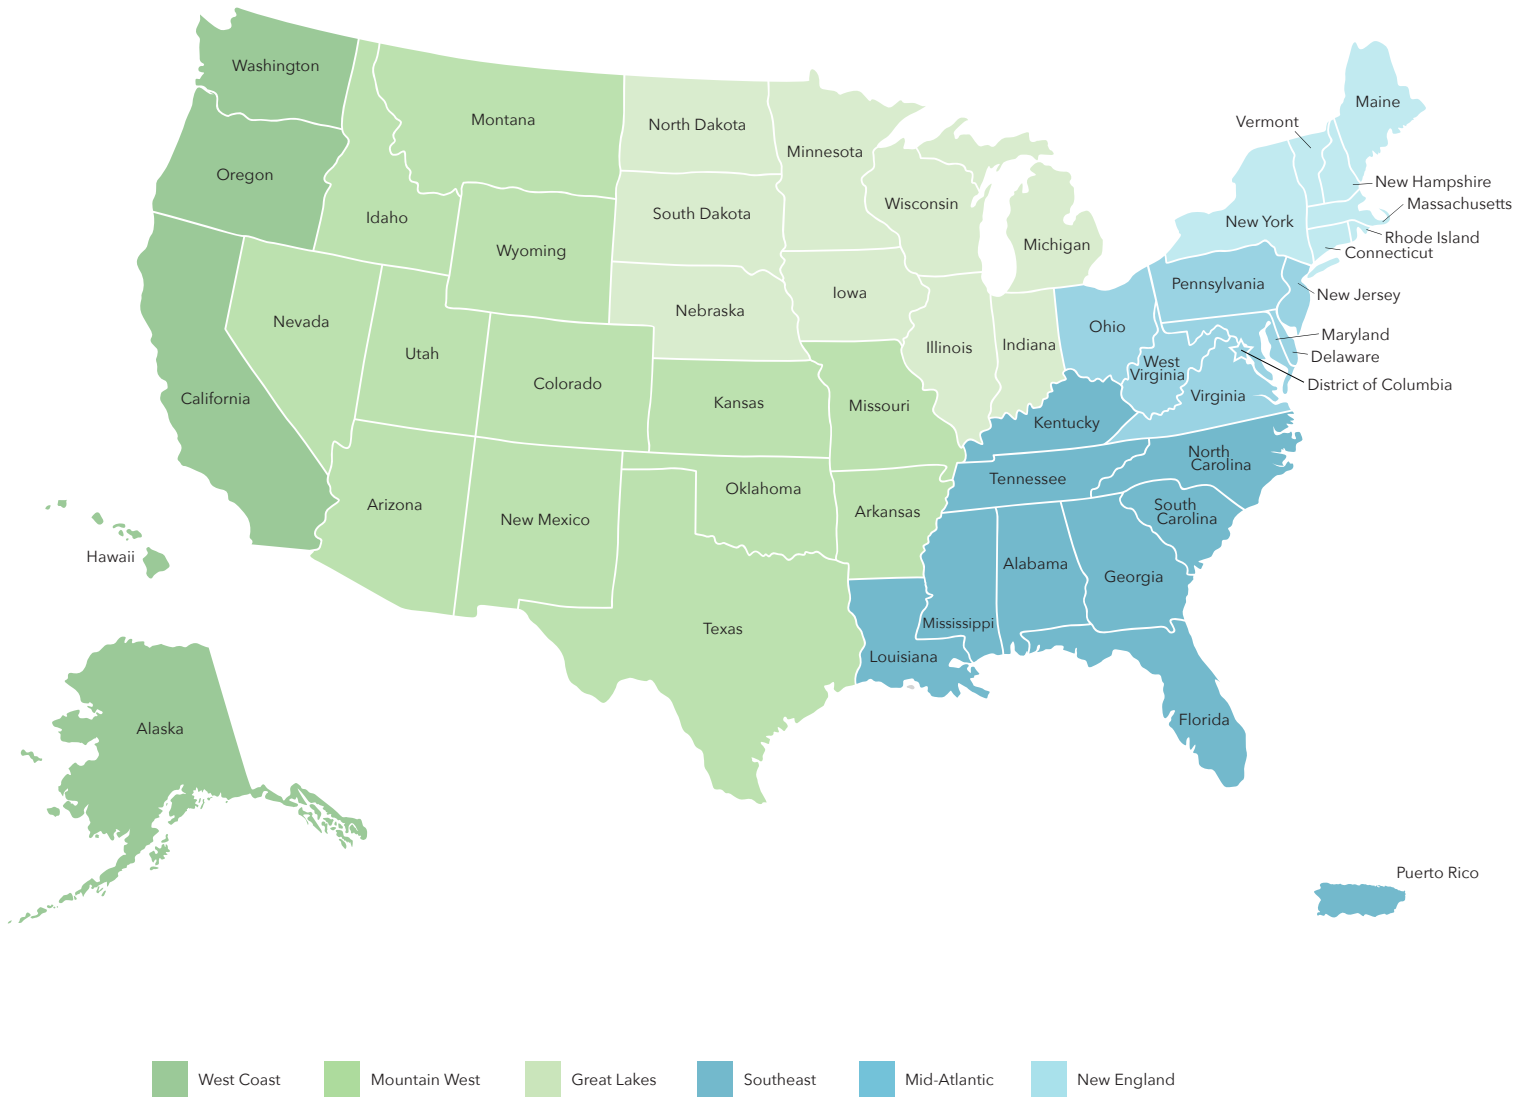 Washington
Montana
North Dakota
Minnesota
Vermont
Maine
Oregon
Idaho
South Dakota
Wisconsin
New York
New Hampshire
Massachusetts
Rhode Island
Connecticut
Wyoming
Michigan
Nevada
Utah
Nebraska
Iowa
Illinois
Indiana
Ohio
Pennsylvania
New Jersey
Maryland
Delaware
District of Columbia
West
Virginia
Virginia
California
Colorado
Kansas
Missouri
Kentucky
North
Carolina
Tennessee
South
Carolina
Arizona
New Mexico
Oklahoma
Arkansas
Hawaii
Texas
Louisiana
Mississippi
Alabama
Georgia
Florida
Alaska
Puerto Rico
West Coast
Mountain West
Great Lakes
Southeast
Mid-Atlantic
New England